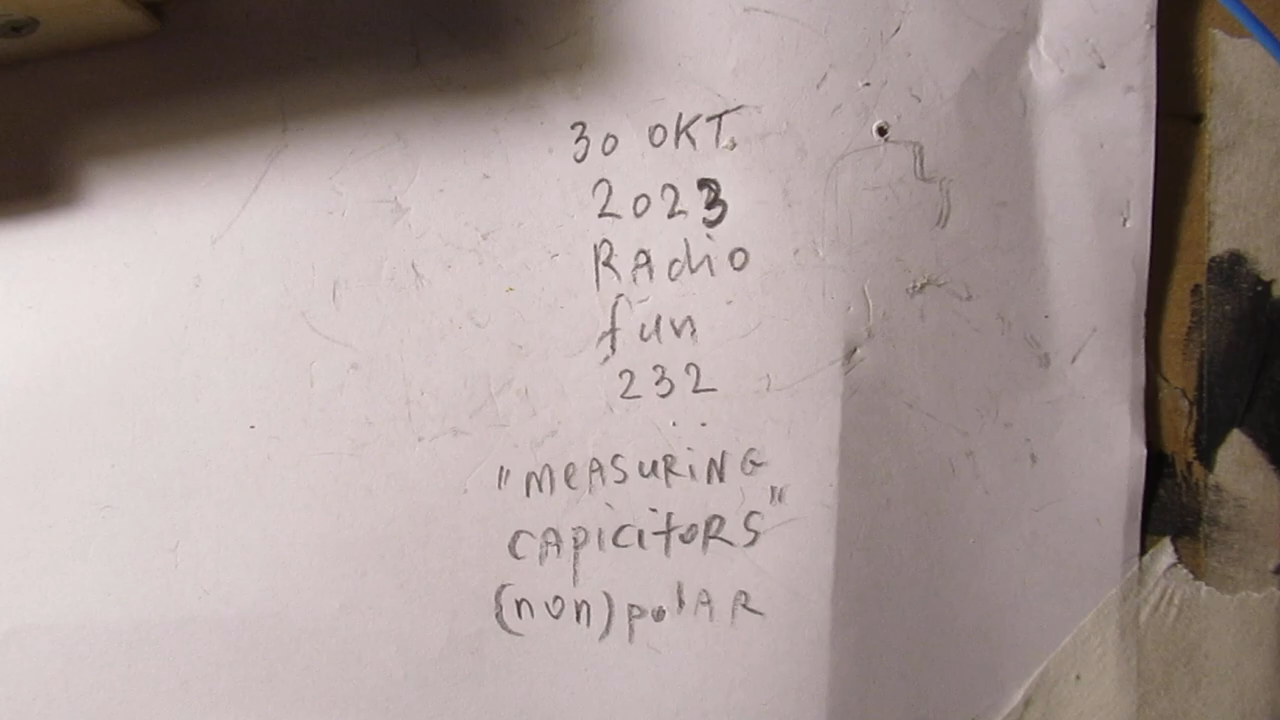 30 OKT.
2023
RAdio
fun
232
"MeASURiNG
CApiCitoRS"
(non) polAR